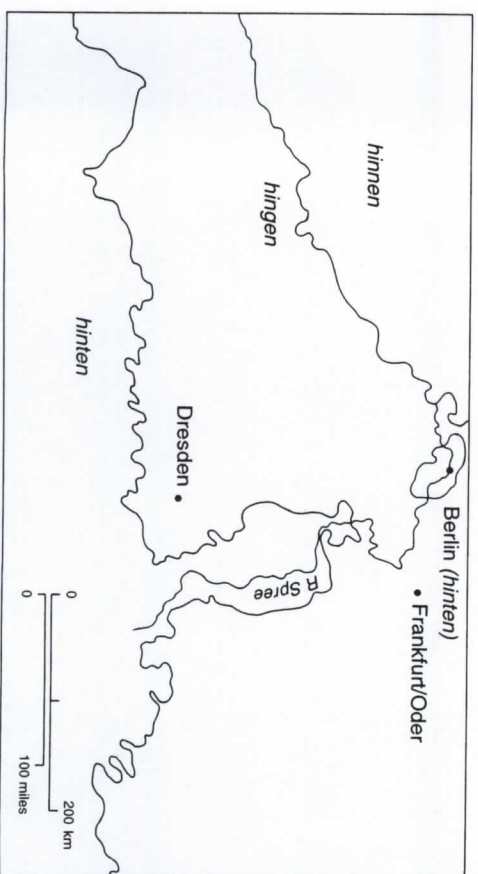 Berlin (hinten)
Frankfurt/Oder
hinnen
R
Spree
hingen
Dresden
hinten
0 200 km
0 100 miles